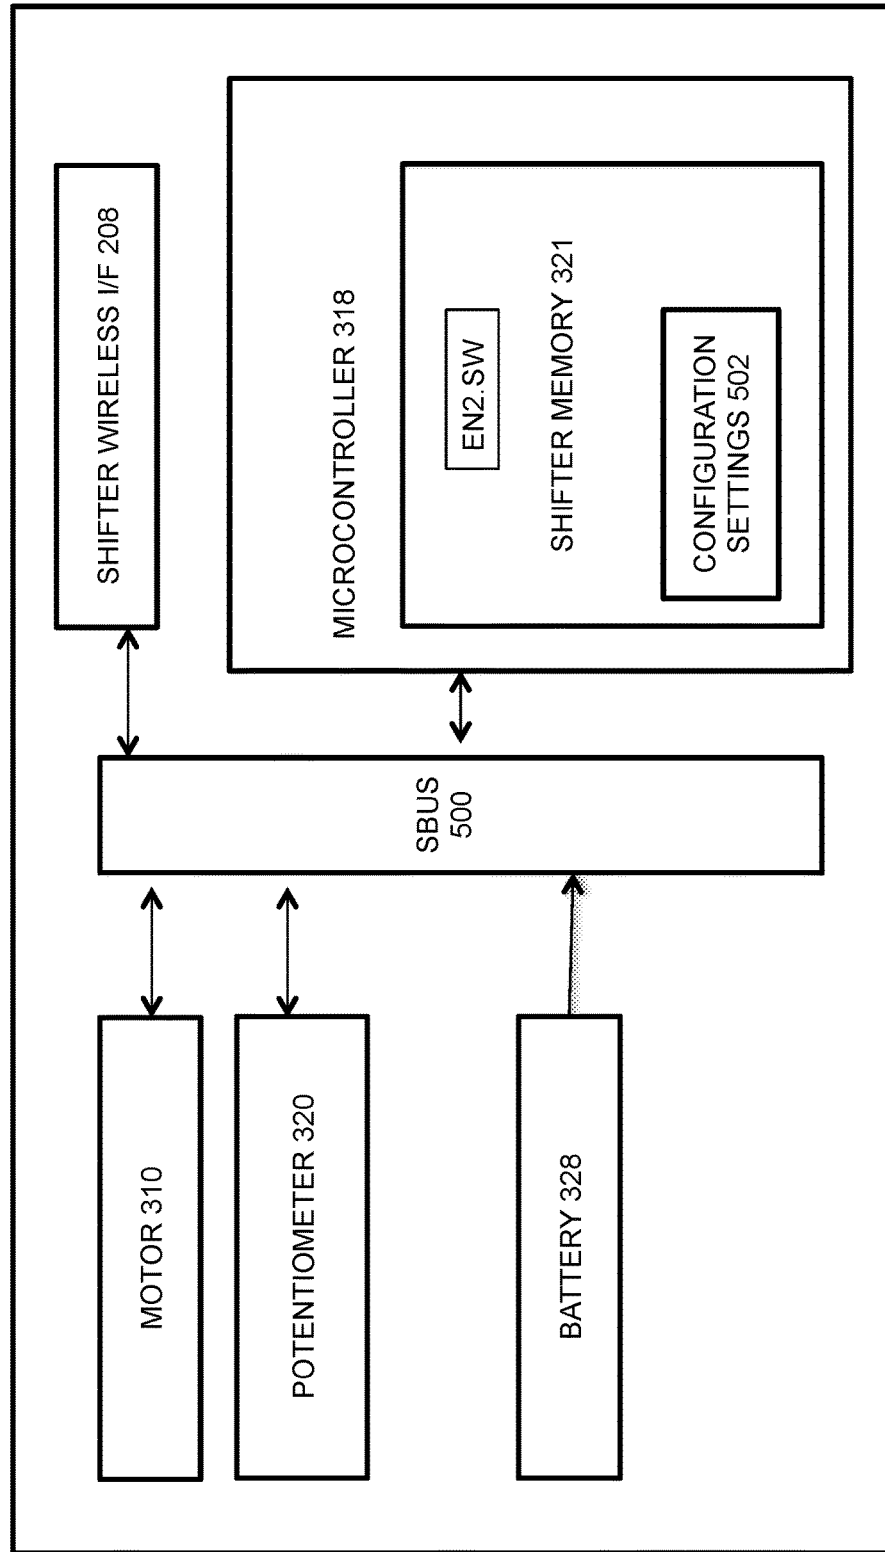 MOTOR 310
POTENTIOMETER 320
BATTERY 328
SBUS
500
SHIFTER WIRELESS I/F 208
MICROCONTROLLER 318
EN2.SW
SHIFTER MEMORY 321
CONFIGURATION
SETTINGS 502